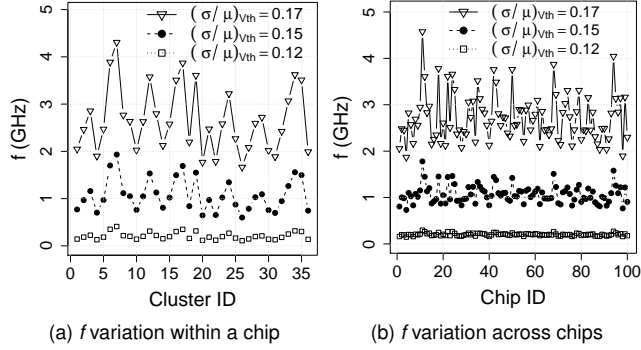 5
4
3
2
1
0
f (GHz)
( σ/ μ)Vth = 0.17
( σ/ μ)Vth = 0.15
( σ/ μ)Vth = 0.12
1 5 10 15 20 25 30 35
Cluster ID
(a) f variation within a chip
5
4
3
2
1
0
f (GHz)
( σ/ μ)Vth = 0.17
( σ/ μ)Vth = 0.15
( σ/ μ)Vth = 0.12
1 20 40 60 80 100
Chip ID
(b) f variation across chips